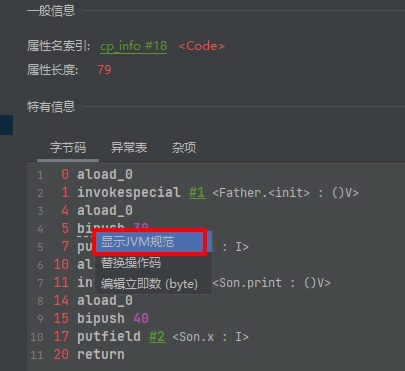 一般信息
属性名索引: cp_info #18 <Code>
属性长度: 79
特有信息
字节码 异常表 杂项
1 0 aload_0
2 1 invokespecial #1 <Father.<init> : ()V>
3 4 aload_0
4 5 bipush 30
5 7 pu : I>
显示JVM规范
6 10 al
替换操作码
7 11 in <Son.print : ()V>
编辑立即数 (byte)
8 14 aload_0
9 15 bipush 40
10 17 putfield #2 <Son.x : I>
11 20 return